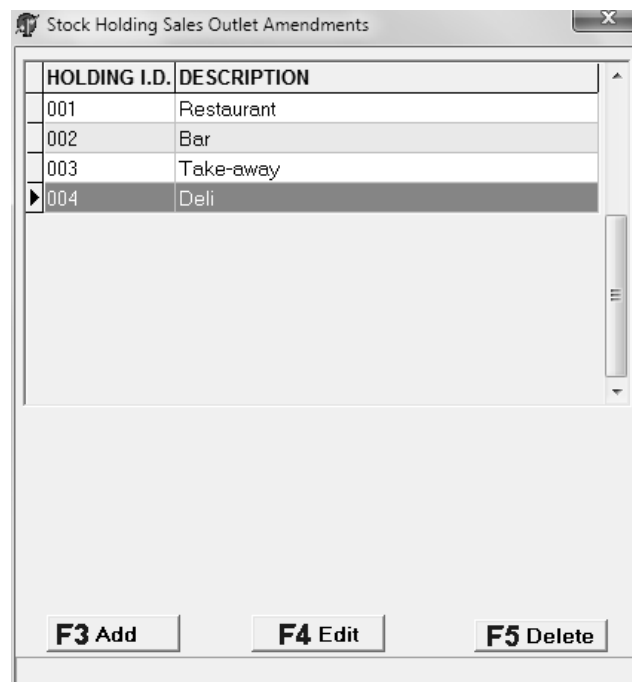 Stock Holding Sales Outlet Amendments
HOLDING I.D. DESCRIPTION
001 Restaurant
002 Bar
003 Take-away
004 Deli
F3 Add F4 Edit F5 Delete